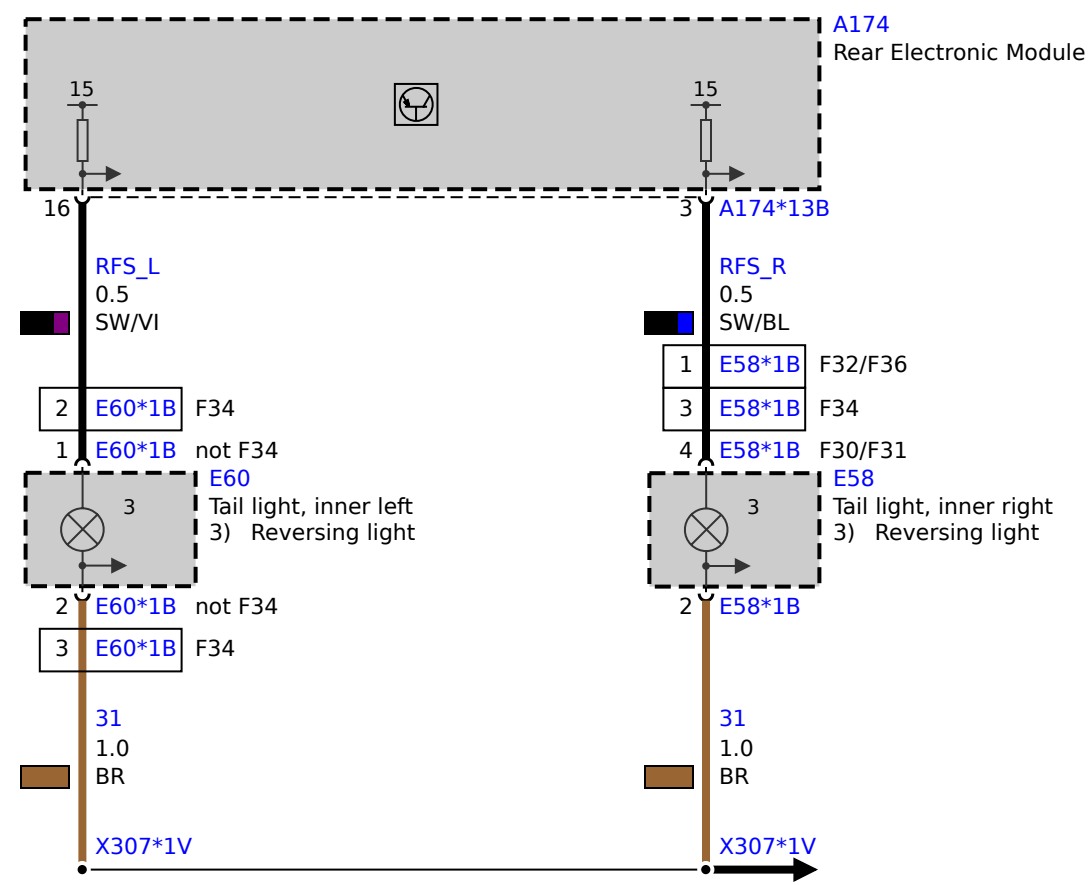 A174
Rear Electronic Module
15
15
16
3 A174*13B
RFS_L
0.5
SW/VI
RFS_R
0.5
SW/BL
1 E58*1B F32/F36
2 E60*1B F34
3 E58*1B F34
1 E60*1B not F34
4 E58*1B F30/F31
E60
3 Tail light, inner left
3) Reversing light
E58
3 Tail light, inner right
3) Reversing light
2 E60*1B not F34
2 E58*1B
3 E60*1B F34
31
1.0
BR
31
1.0
BR
X307*1V
X307*1V